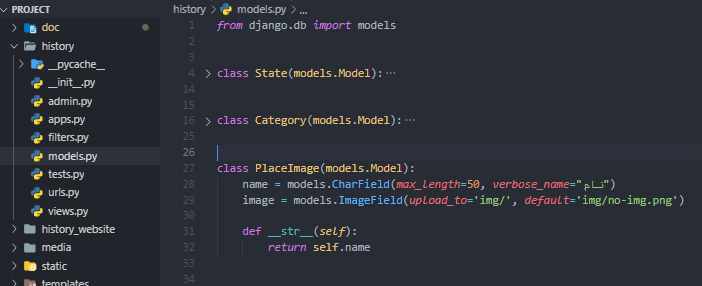 PROJECT
doc
history
__pycache__
__init__.py
admin.py
apps.py
filters.py
models.py
tests.py
urls.py
views.py
history_website
media
static
templates
history > models.py > ...
1 from django.db import models
2
3
4 class State(models.Model): ...
14
15
16 class Category(models.Model): ...
25
26
27 class PlaceImage(models.Model):
28 name = models.CharField(max_length=50, verbose_name="نام")
29 image = models.ImageField(upload_to='img/', default='img/no-img.png')
30
31 def __str__(self):
32 return self.name
33
34